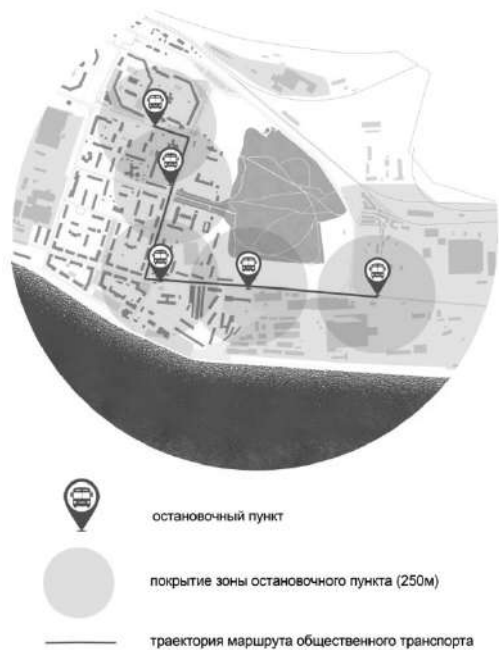 остановочный пункт
покрытие зоны остановочного пункта (250м)
траектория маршрута общественного транспорта